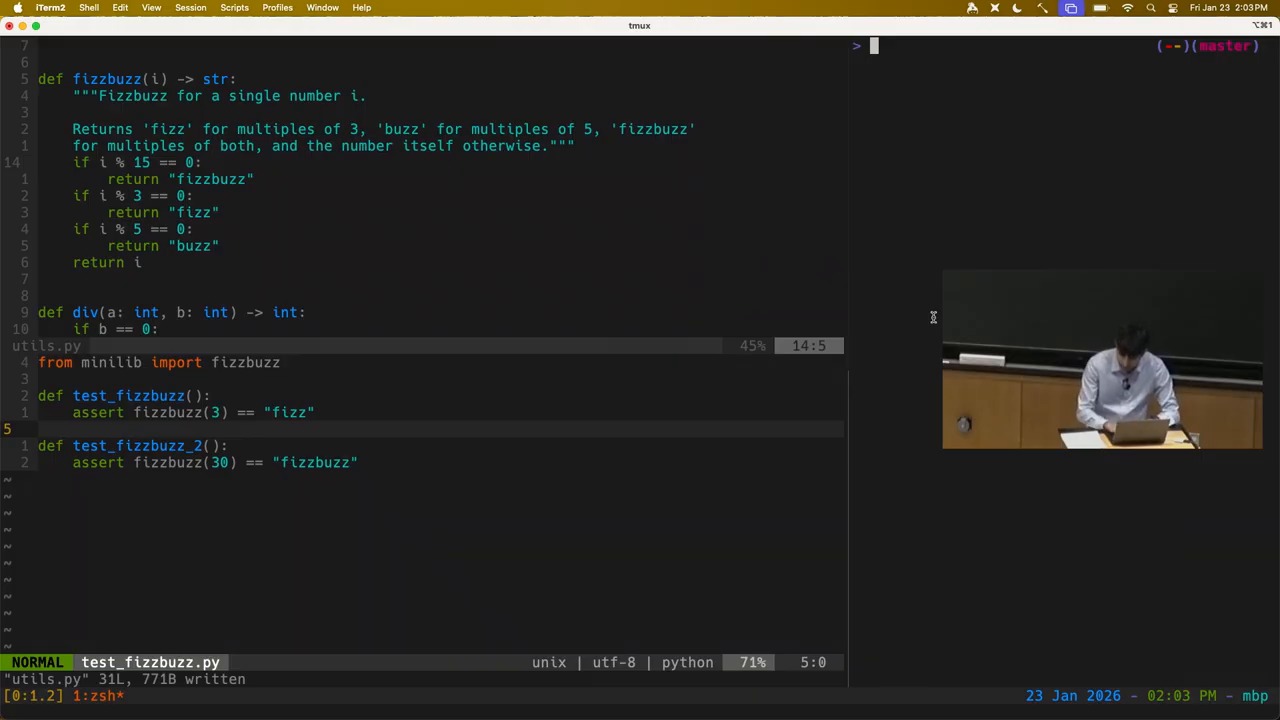 iTerm2 Shell Edit View Session Scripts Profiles Window Help Fri Jan 23 2:03 PM
tmux ⌥⌘1
7
6
5 def fizzbuzz(i) -> str:
4     """Fizzbuzz for a single number i.
3
2     Returns 'fizz' for multiples of 3, 'buzz' for multiples of 5, 'fizzbuzz'
1     for multiples of both, and the number itself otherwise."""
14     if i % 15 == 0:
1         return "fizzbuzz"
2     if i % 3 == 0:
3         return "fizz"
4     if i % 5 == 0:
5         return "buzz"
6     return i
7
8
9 def div(a: int, b: int) -> int:
10     if b == 0:
utils.py 45% 14:5
4 from minilib import fizzbuzz
3
2 def test_fizzbuzz():
1     assert fizzbuzz(3) == "fizz"
5
1 def test_fizzbuzz_2():
2     assert fizzbuzz(30) == "fizzbuzz"
~
~
~
~
~
~
~
~
~
~
~
NORMAL test_fizzbuzz.py unix | utf-8 | python 71% 5:0
"utils.py" 31L, 771B written
> (--)(master)
[0:1.2] 1:zsh* 23 Jan 2026 - 02:03 PM - mbp